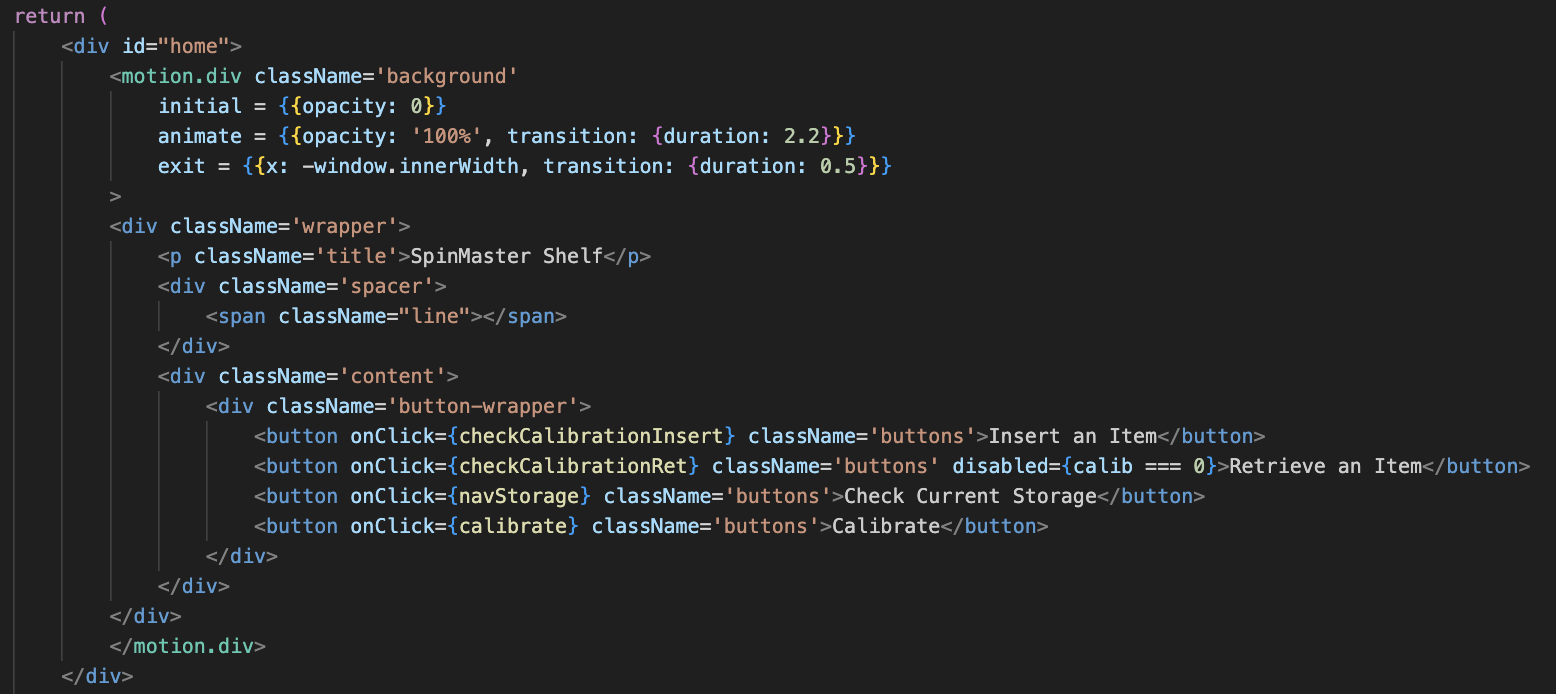 return (
<div id="home">
<motion.div className='background'
initial = {{opacity: 0}}
animate = {{opacity: '100%', transition: {duration: 2.2}}}
exit = {{x: -window.innerWidth, transition: {duration: 0.5}}}
>
<div className='wrapper'>
<p className='title'>SpinMaster Shelf</p>
<div className='spacer'>
<span className="line"></span>
</div>
<div className='content'>
<div className='button-wrapper'>
<button onClick={checkCalibrationInsert} className='buttons'>Insert an Item</button>
<button onClick={checkCalibrationRet} className='buttons' disabled={calib === 0}>Retrieve an Item</button>
<button onClick={navStorage} className='buttons'>Check Current Storage</button>
<button onClick={calibrate} className='buttons'>Calibrate</button>
</div>
</div>
</div>
</motion.div>
</div>